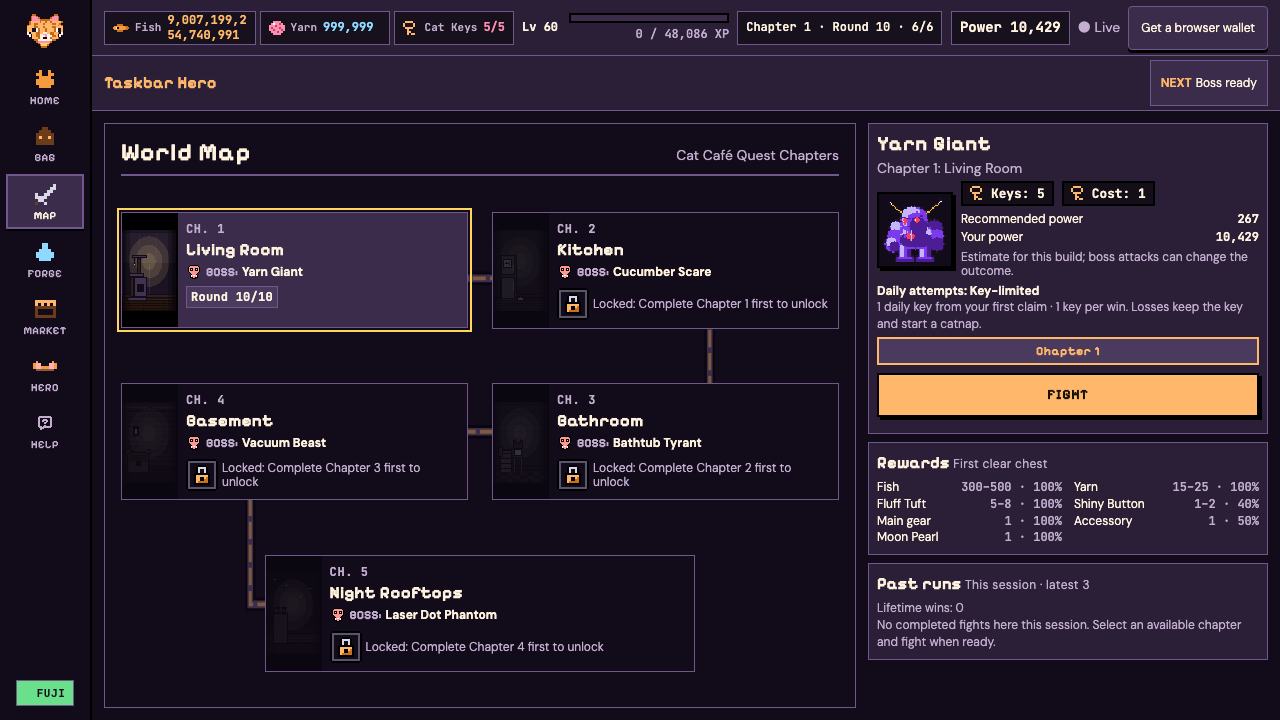 Fish 9,007,199,2
54,740,991
Yarn 999,999
Cat Keys 5/5
Lv 60
0 / 48,086 XP
Chapter 1 · Round 10 · 6/6
Power 10,429
Live
Get a browser wallet
Taskbar Hero
NEXT Boss ready
HOME
BAG
MAP
FORGE
MARKET
HERO
HELP
FUJI
World Map
Cat Café Quest Chapters
CH. 1
Living Room
BOSS: Yarn Giant
Round 10/10
CH. 2
Kitchen
BOSS: Cucumber Scare
Locked: Complete Chapter 1 first to unlock
CH. 4
Basement
BOSS: Vacuum Beast
Locked: Complete Chapter 3 first to
unlock
CH. 3
Bathroom
BOSS: Bathtub Tyrant
Locked: Complete Chapter 2 first to
unlock
CH. 5
Night Rooftops
BOSS: Laser Dot Phantom
Locked: Complete Chapter 4 first to unlock
Yarn Giant
Chapter 1: Living Room
Keys: 5
Cost: 1
Recommended power 267
Your power 10,429
Estimate for this build; boss attacks can change the
outcome.
Daily attempts: Key-limited
1 daily key from your first claim · 1 key per win. Losses keep the key
and start a catnap.
Chapter 1
FIGHT
Rewards First clear chest
Fish 300–500 · 100% Yarn 15–25 · 100%
Fluff Tuft 5–8 · 100% Shiny Button 1–2 · 40%
Main gear 1 · 100% Accessory 1 · 50%
Moon Pearl 1 · 100%
Past runs This session · latest 3
Lifetime wins: 0
No completed fights here this session. Select an available chapter
and fight when ready.